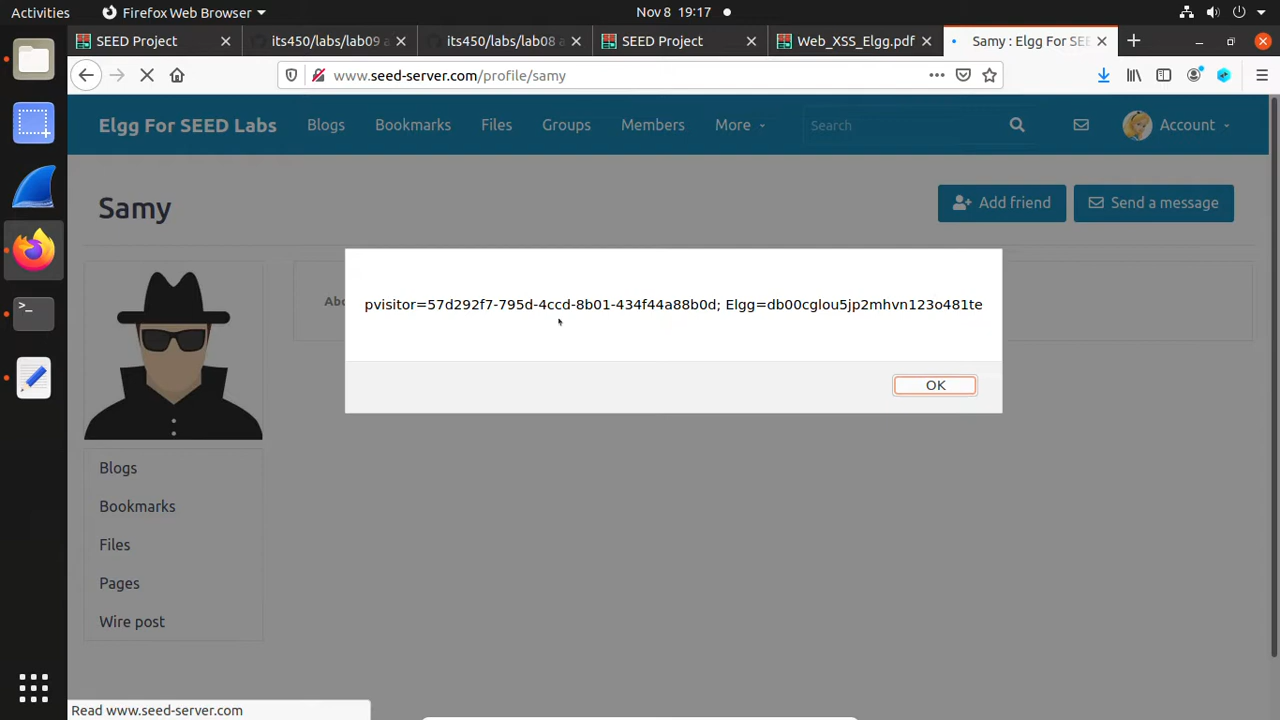 Activities
Firefox Web Browser
Nov 8 19:17
SEED Project
its450/labs/lab09 a
its450/labs/lab08 a
SEED Project
Web_XSS_Elgg.pdf
Samy : Elgg For SEE
www.seed-server.com/profile/samy
Elgg For SEED Labs
Blogs
Bookmarks
Files
Groups
Members
More
Search
Account
Samy
Add friend
Send a message
Abo
pvisitor=57d292f7-795d-4ccd-8b01-434f44a88b0d; Elgg=db00cglou5jp2mhvn123o481te
OK
Blogs
Bookmarks
Files
Pages
Wire post
Read www.seed-server.com